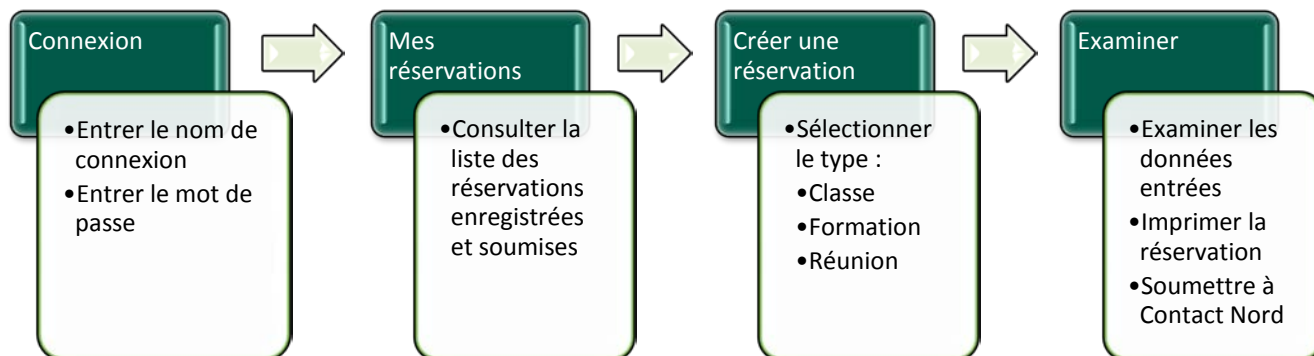 Connexion
•Entrer le nom de
connexion
•Entrer le mot de
passe
Mes
réservations
•Consulter la
liste des
réservations
enregistrées
et soumises
Créer une
réservation
•Sélectionner
le type :
•Classe
•Formation
•Réunion
Examiner
•Examiner les
données
entrées
•Imprimer la
réservation
•Soumettre à
Contact Nord